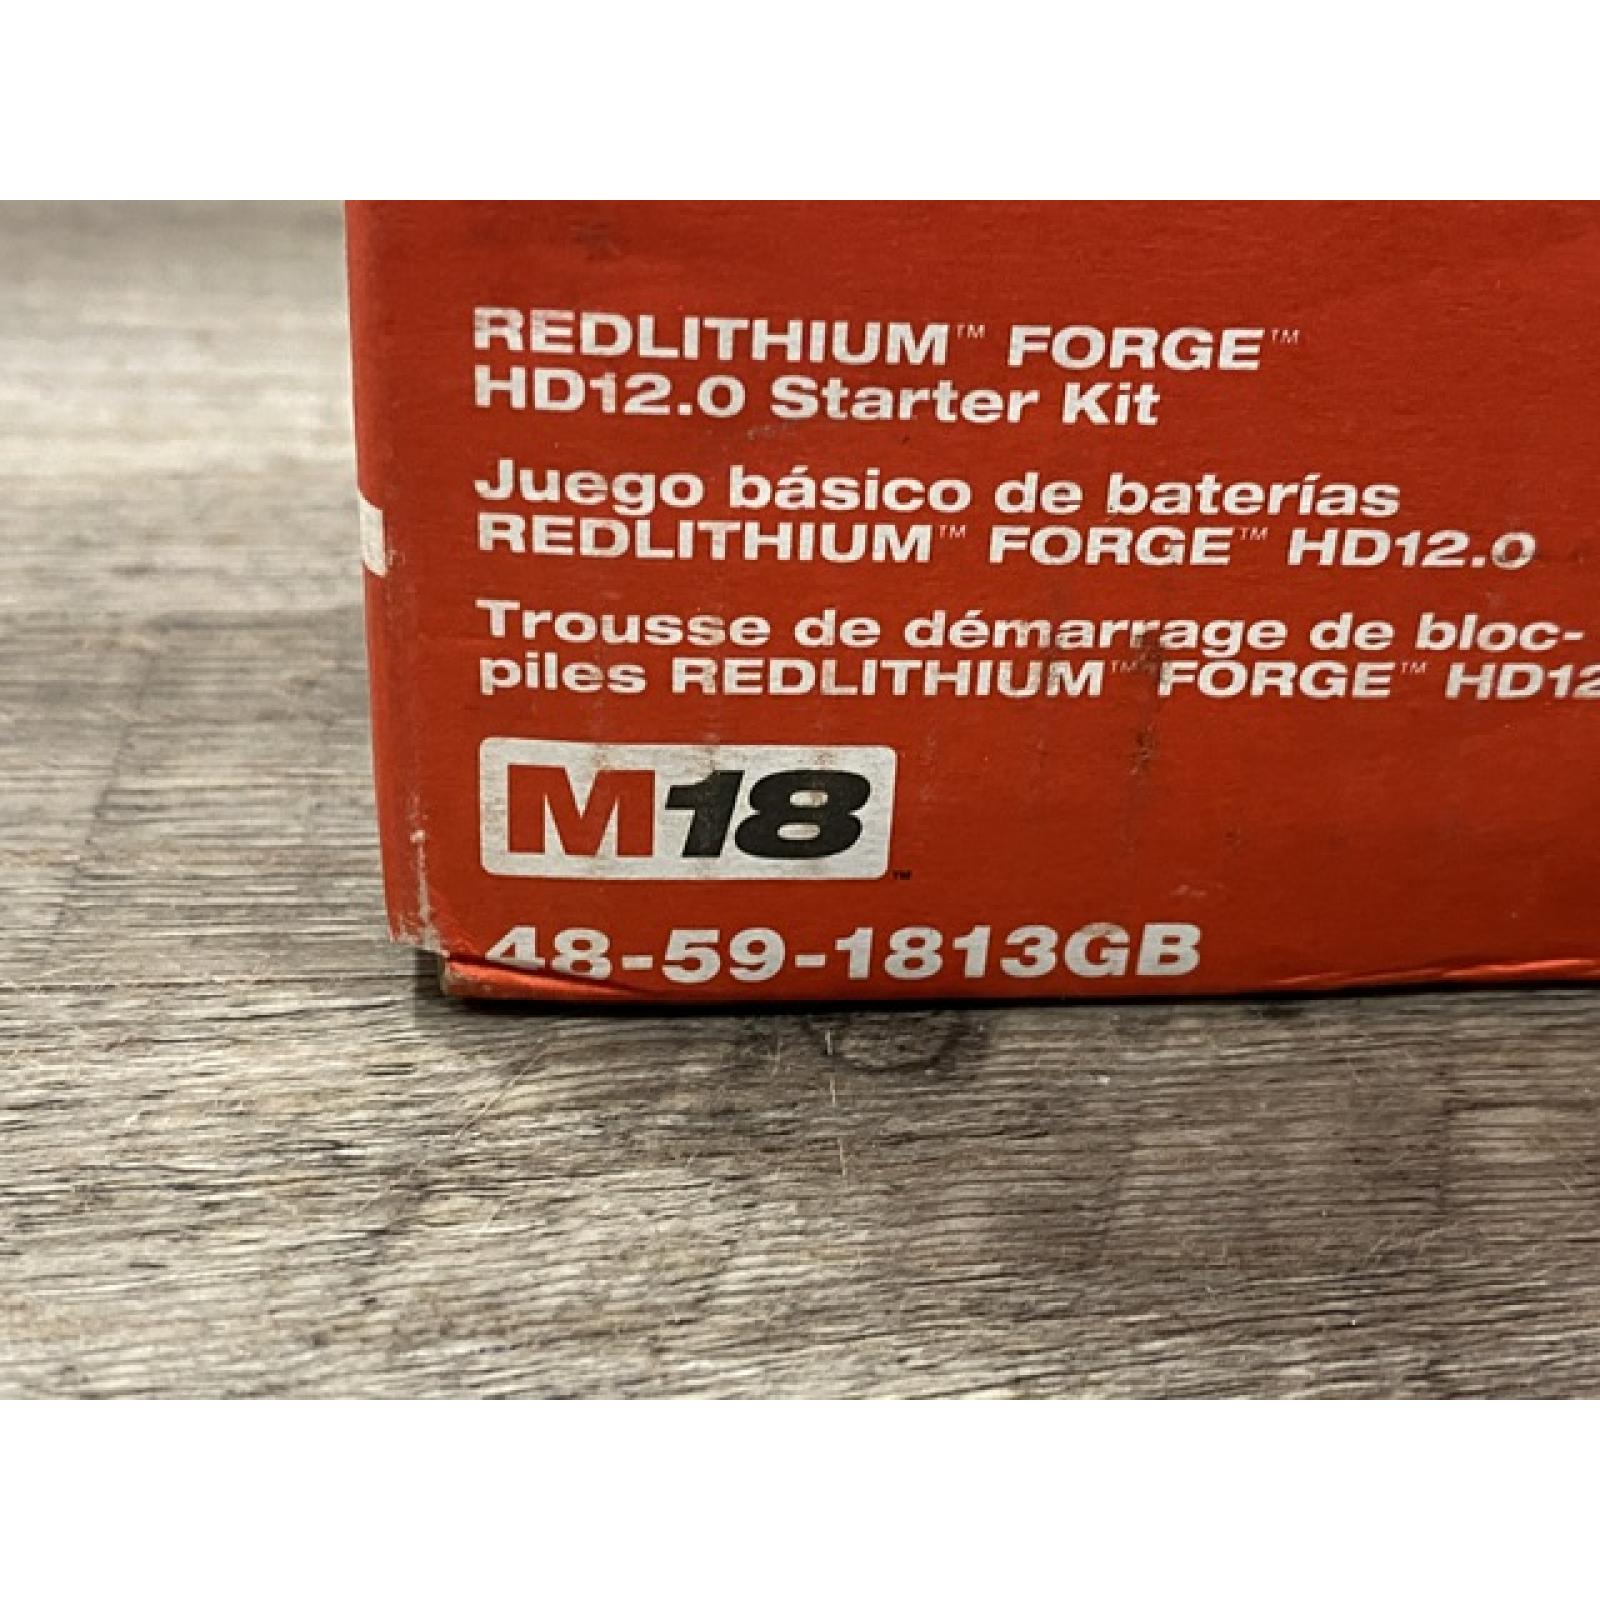 REDLITHIUM™ FORGE™
HD12.0 Starter Kit
Juego básico de baterías
REDLITHIUM™ FORGE™ HD12.0
Trousse de démarrage de bloc-
piles REDLITHIUM™ FORGE™ HD12
M18™
48-59-1813GB